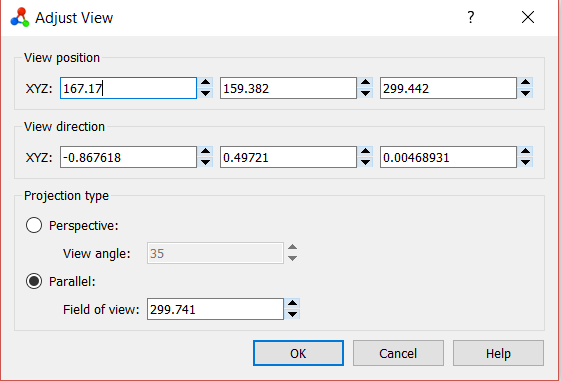 Adjust View ?
View position
XYZ: 167.17 159.382 299.442
View direction
XYZ: -0.867618 0.49721 0.00468931
Projection type
Perspective:
View angle: 35
Parallel:
Field of view: 299.741
OK Cancel Help